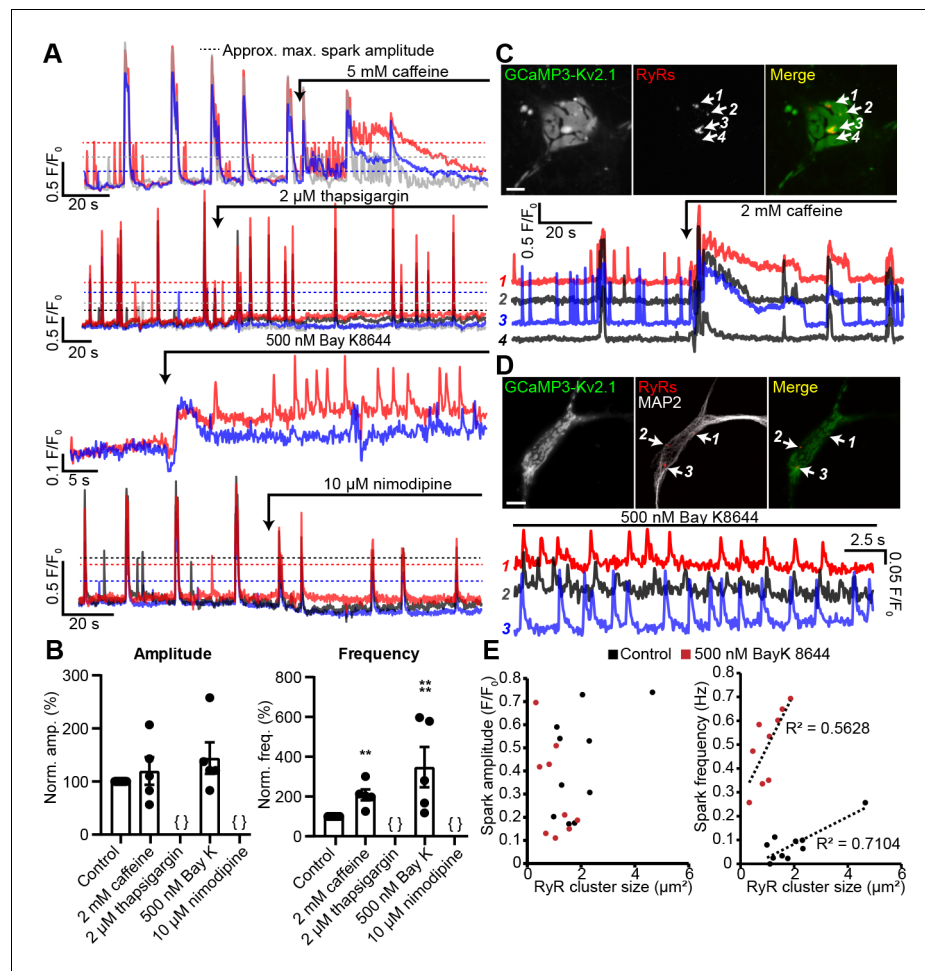 A
Approx. max. spark amplitude
5 mM caffeine
0.5 F/F₀
20 s
2 µM thapsigargin
0.5 F/F₀
20 s
500 nM Bay K8644
0.1 F/F₀
5 s
10 µM nimodipine
0.5 F/F
20 s
B
Amplitude
Norm. amp. (%)
300
200
100
0
{ }
{ }
Control
2 mM caffeine
2 µM thapsigargin
500 nM Bay K
10 µM nimodipine
Frequency
Norm. freq. (%)
800
600
400
200
0
**
{ }
**
**
{ }
Control
2 mM caffeine
2 µM thapsigargin
500 nM Bay K
10 µM nimodipine
C
GCaMP3-Kv2.1
RyRs
Merge
1
2
3
4
1
2
3
4
0.5 F/F₀
20 s
2 mM caffeine
1
2
3
4
D
GCaMP3-Kv2.1
RyRs
MAP2
Merge
2
1
3
2
1
3
500 nM Bay K8644
2.5 s
0.05 F/F₀
1
2
3
E
Control
500 nM BayK 8644
Spark amplitude (F/F₀)
0.8
0.7
0.6
0.5
0.4
0.3
0.2
0.1
0
0 2 4 6
RyR cluster size (µm²)
Spark frequency (Hz)
0.8
0.7
0.6
0.5
0.4
0.3
0.2
0.1
0
R² = 0.5628
R² = 0.7104
0 2 4 6
RyR cluster size (µm²)